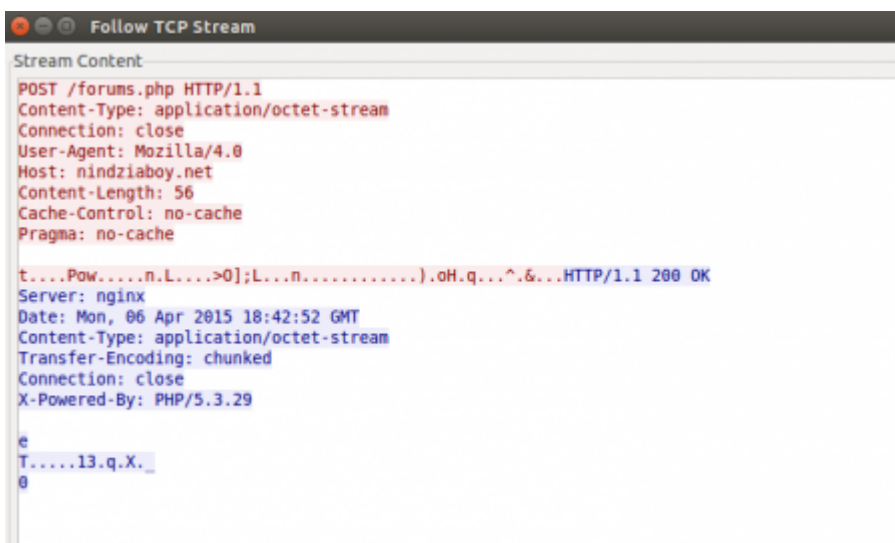 Follow TCP Stream
Stream Content
POST /forums.php HTTP/1.1
Content-Type: application/octet-stream
Connection: close
User-Agent: Mozilla/4.0
Host: nindziaboy.net
Content-Length: 56
Cache-Control: no-cache
Pragma: no-cache
t....Pow.....n.L....>O];L...n............).oH.q...^.&...HTTP/1.1 200 OK
Server: nginx
Date: Mon, 06 Apr 2015 18:42:52 GMT
Content-Type: application/octet-stream
Transfer-Encoding: chunked
Connection: close
X-Powered-By: PHP/5.3.29
e
T.....13.q.X._
0